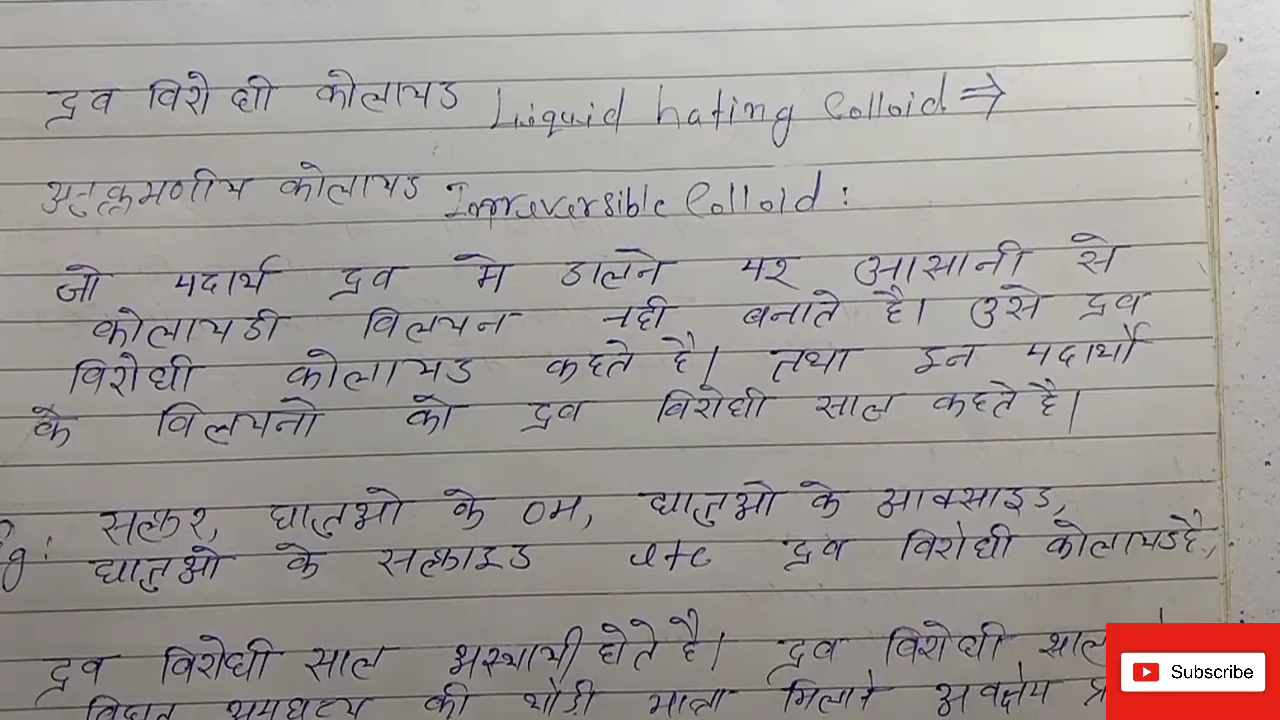 द्रव विरोधी कोलायड Liquid hating Colloid ⇒
अनुत्क्रमणीय कोलायड Irreversible Colloid :
जो पदार्थ द्रव मे डालने पर आसानी से
कोलायडी विलयन नही बनाते है। उसे द्रव
विरोधी कोलायड कहते है। तथा इन पदार्थो
के विलयनो को द्रव विरोधी साल कहते है।
सल्फर, धातुओ के OH, धातुओ के आक्साइड,
धातुओ के सल्फाइड etc द्रव विरोधी कोलायड है,
द्रव विरोधी साल अस्थायी होते है। द्रव विरोधी साल
विद्युत अपघट्य की थोड़ी मात्रा मिलाने अवक्षेप
Subscribe